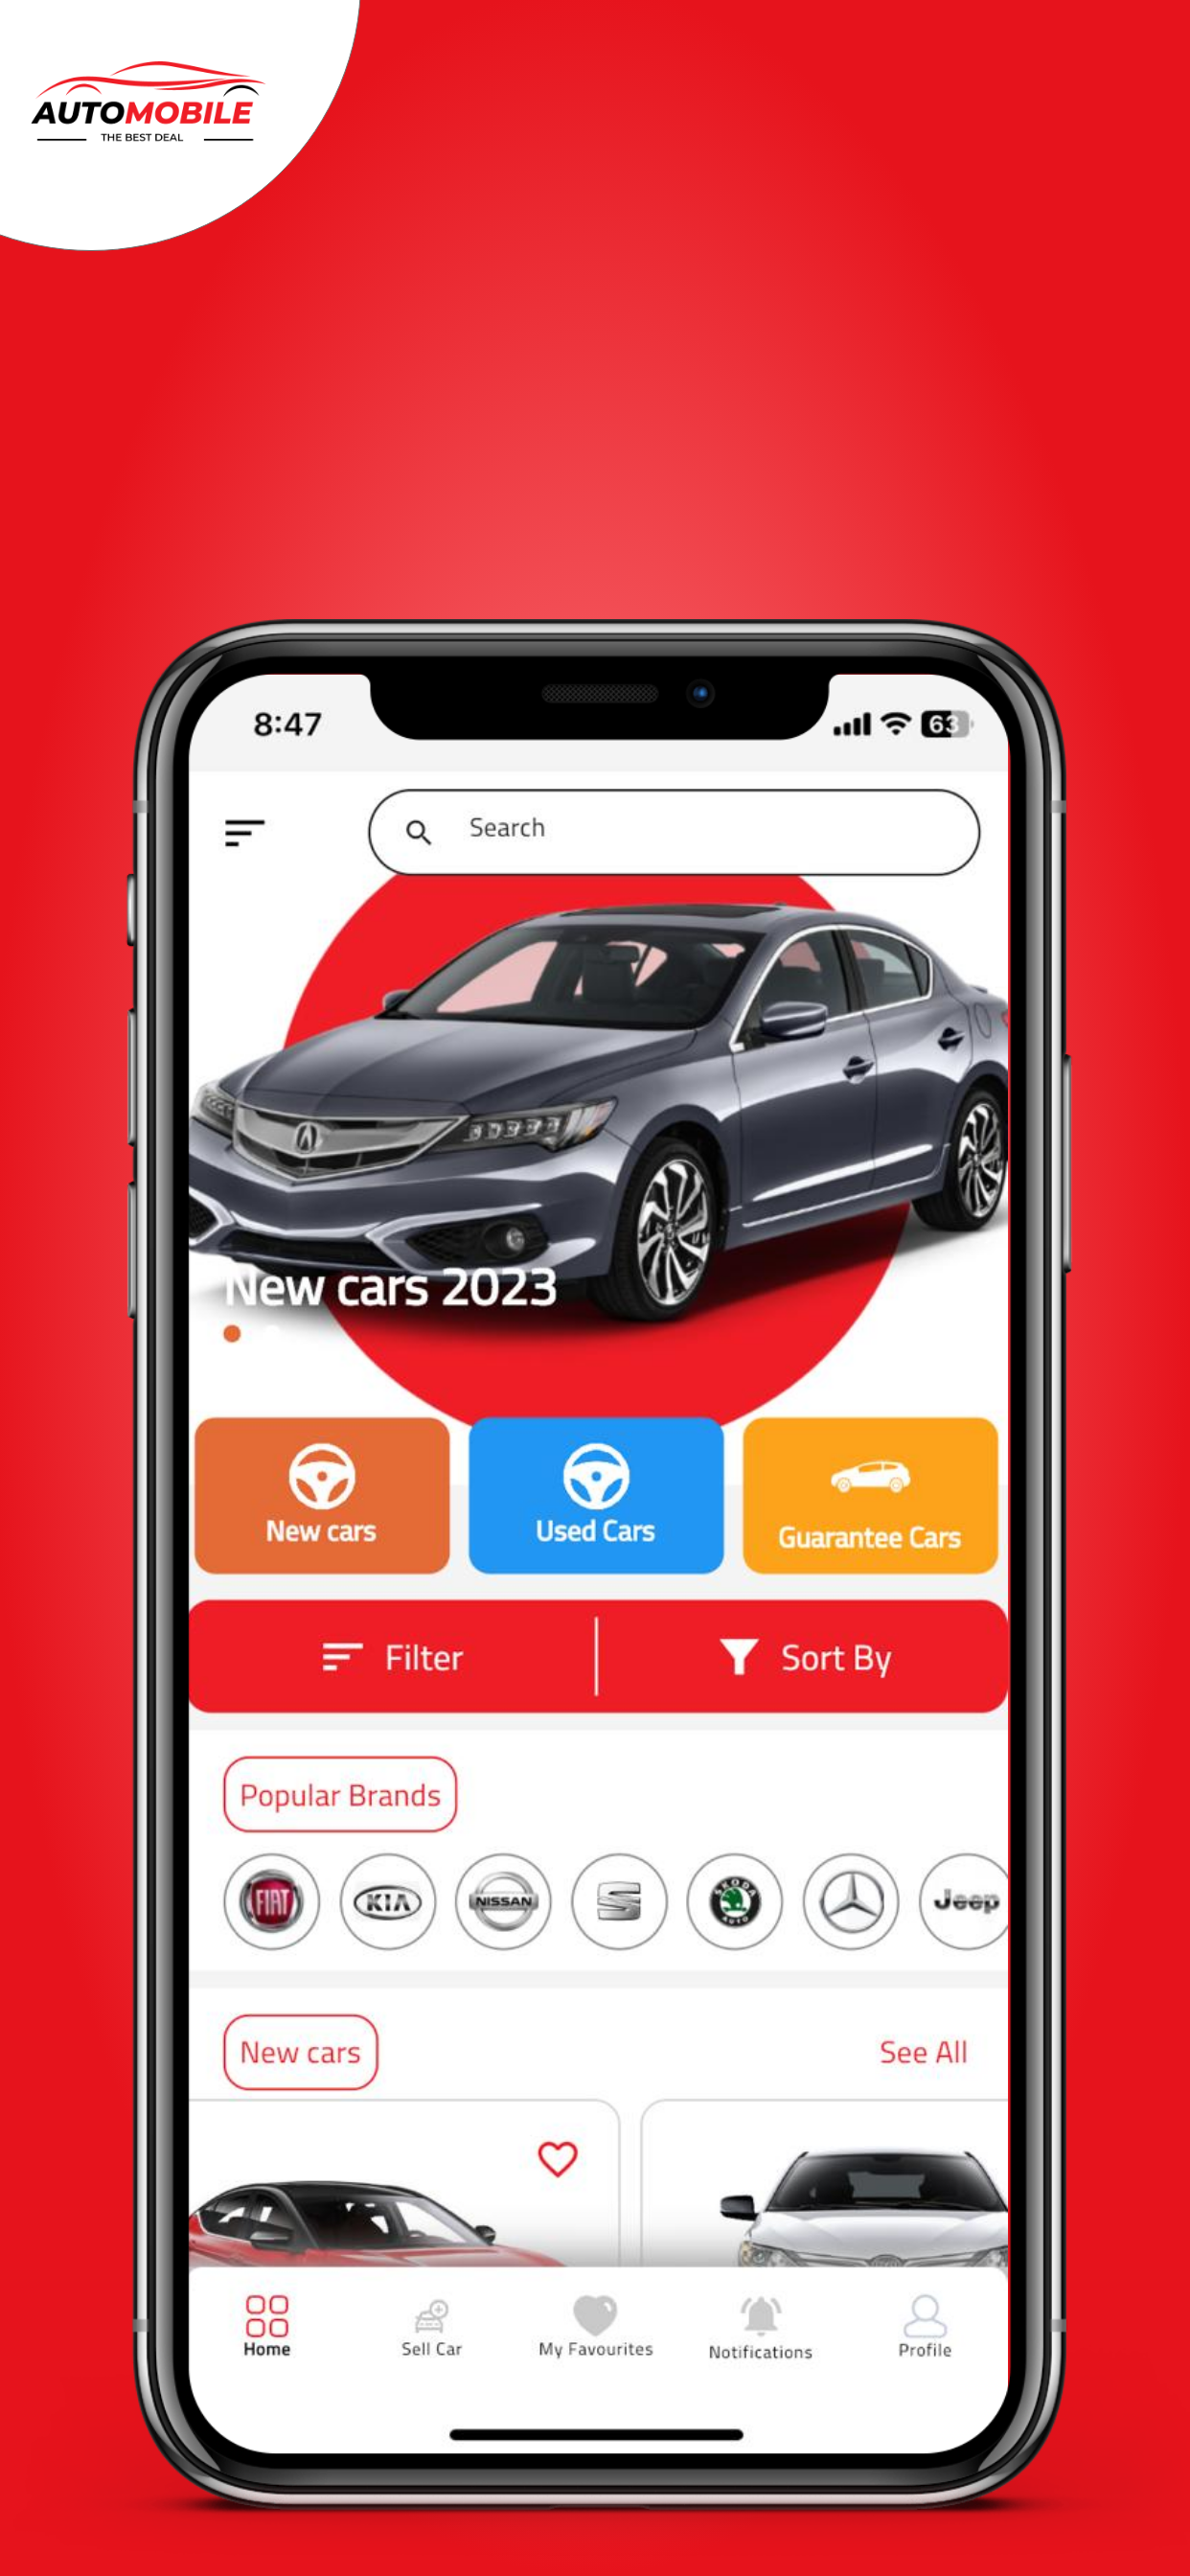 AUTOMOBILE
THE BEST DEAL
8:47
63
Search
New cars 2023
New cars
Used Cars
Guarantee Cars
Filter
Sort By
Popular Brands
FIAT
KIA
NISSAN
SKODA
AUTO
Jeep
New cars
See All
Home
Sell Car
My Favourites
Notifications
Profile